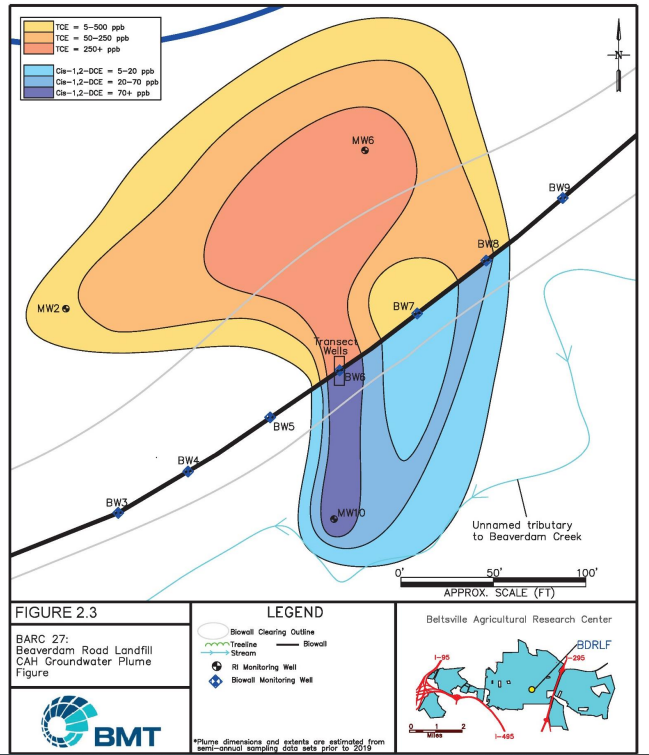 TCE = 5-500 ppb
TCE = 50-250 ppb
TCE = 250+ ppb
Cis-1,2-DCE = 5-20 ppb
Cis-1,2-DCE = 20-70 ppb
Cis-1,2-DCE = 70+ ppb
N
MW6
BW9
BW8
MW2
BW7
Transect
Wells
BW6
BW5
BW4
BW3
MW10
Unnamed tributary
to Beaverdam Creek
0' 100'
APPROX. SCALE (FT)
FIGURE 2.3
BARC 27:
Beaverdam Road Landfill
CAH Groundwater Plume
Figure
BMT
LEGEND
Biowall Clearing Outline
Treeline Biowall
Stream
RI Monitoring Well
Biowall Monitoring Well
*Plume dimensions and extents are estimated from
semi-annual sampling data sets prior to 2019
Beltsville Agricultural Research Center
I-95
BDRLF
I-295
0 1 2
Miles
I-495